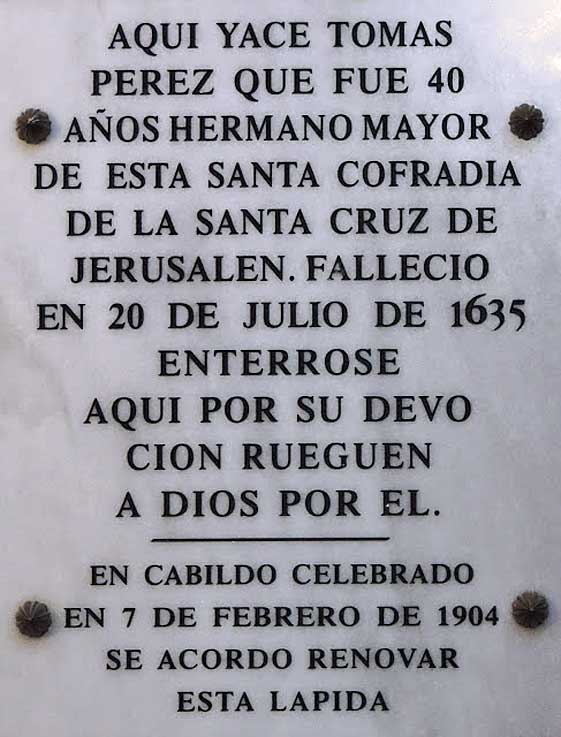 AQUI YACE TOMAS
PEREZ QUE FUE 40
AÑOS HERMANO MAYOR
DE ESTA SANTA COFRADIA
DE LA SANTA CRUZ DE
JERUSALEN. FALLECIO
EN 20 DE JULIO DE 1635
ENTERROSE
AQUI POR SU DEVO
CION RUEGUEN
A DIOS POR EL.
EN CABILDO CELEBRADO
EN 7 DE FEBRERO DE 1904
SE ACORDO RENOVAR
ESTA LAPIDA